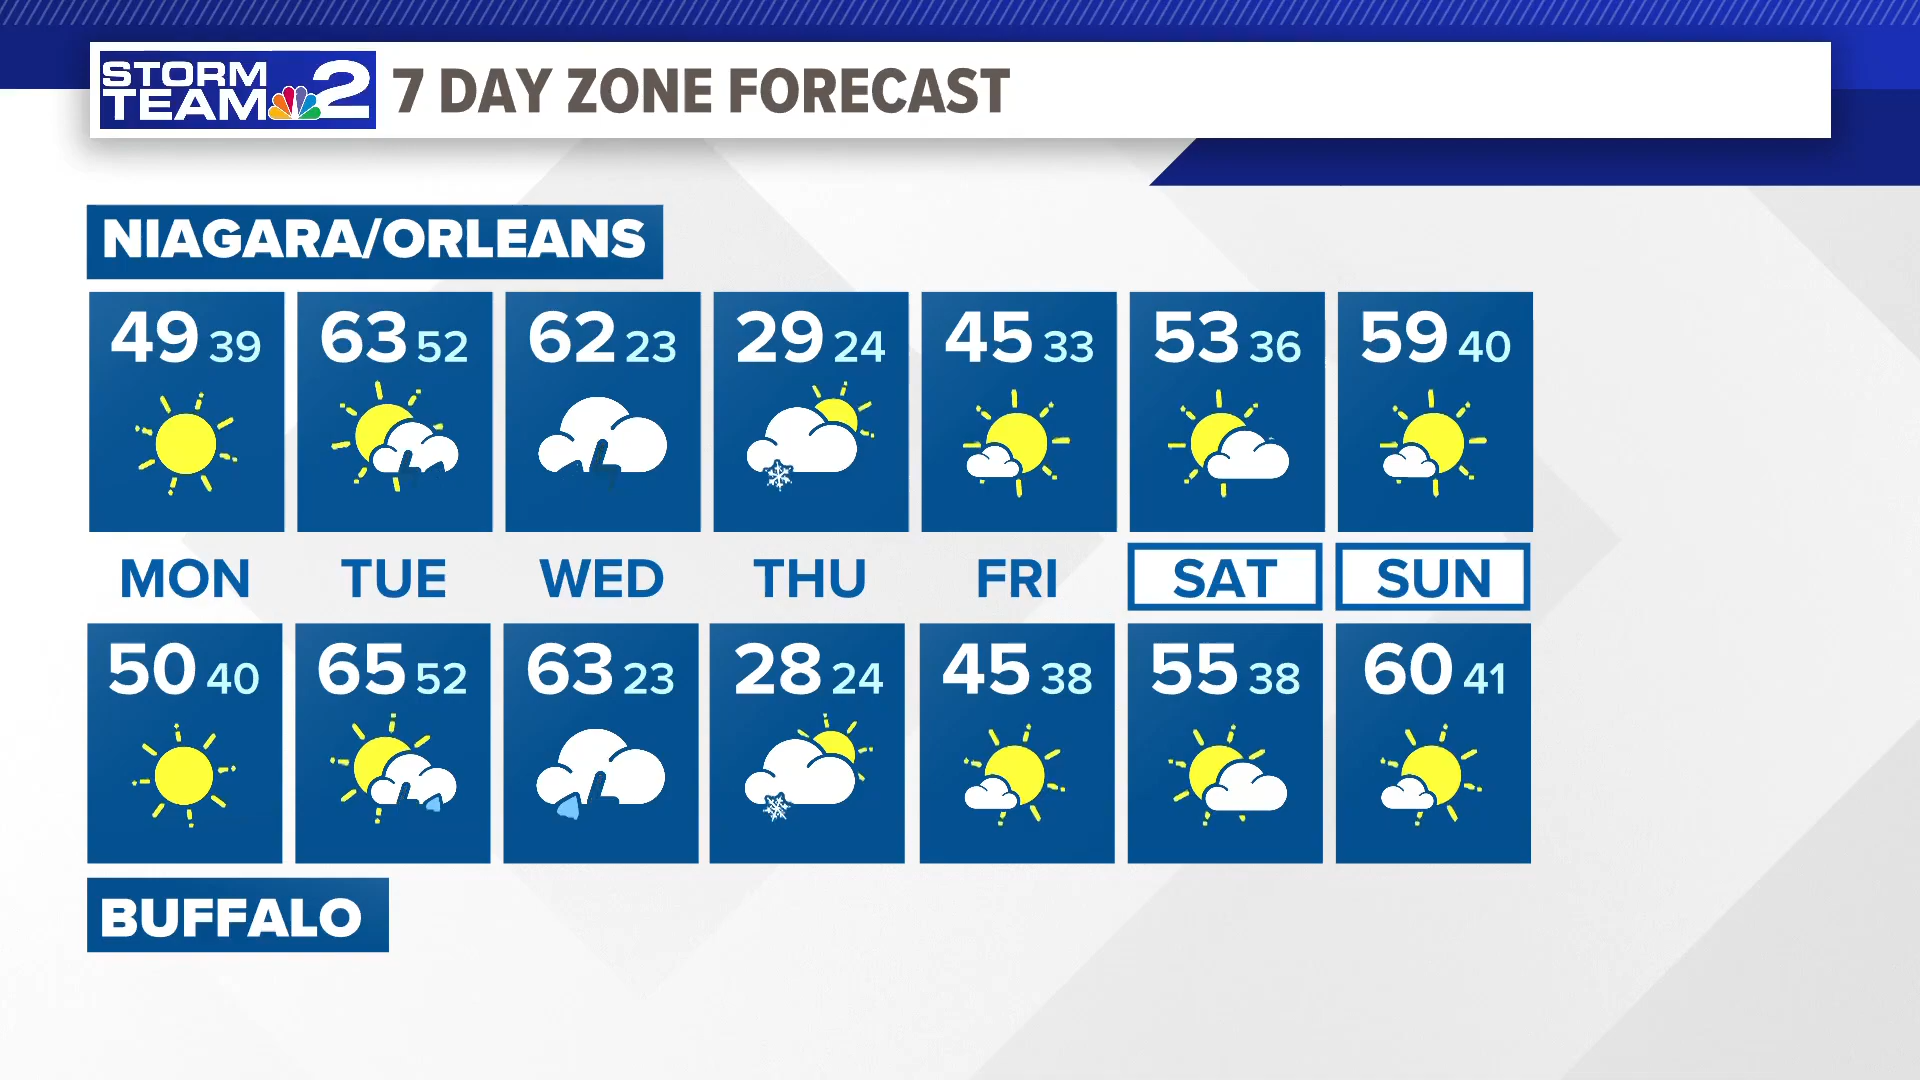 STORM
TEAM 2
7 DAY ZONE FORECAST
NIAGARA/ORLEANS
49 39 63 52 62 23 29 24 45 33 53 36 59 40
MON TUE WED THU FRI SAT SUN
50 40 65 52 63 23 28 24 45 38 55 38 60 41
BUFFALO